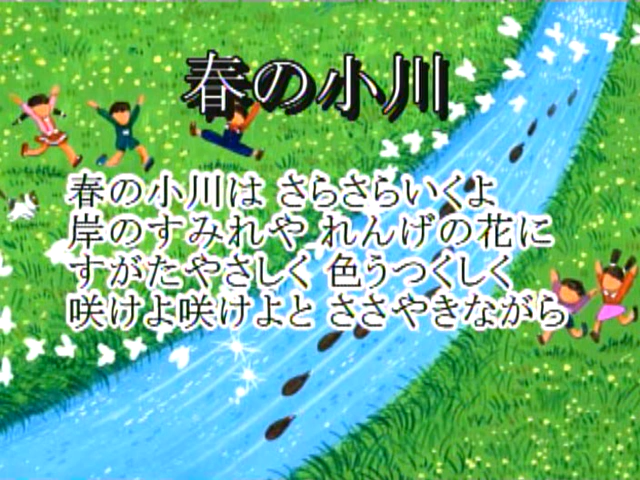 春の小川
春の小川は さらさらいくよ
岸のすみれや れんげの花に
すがたやさしく 色うつくしく
咲けよ咲けよと ささやきながら